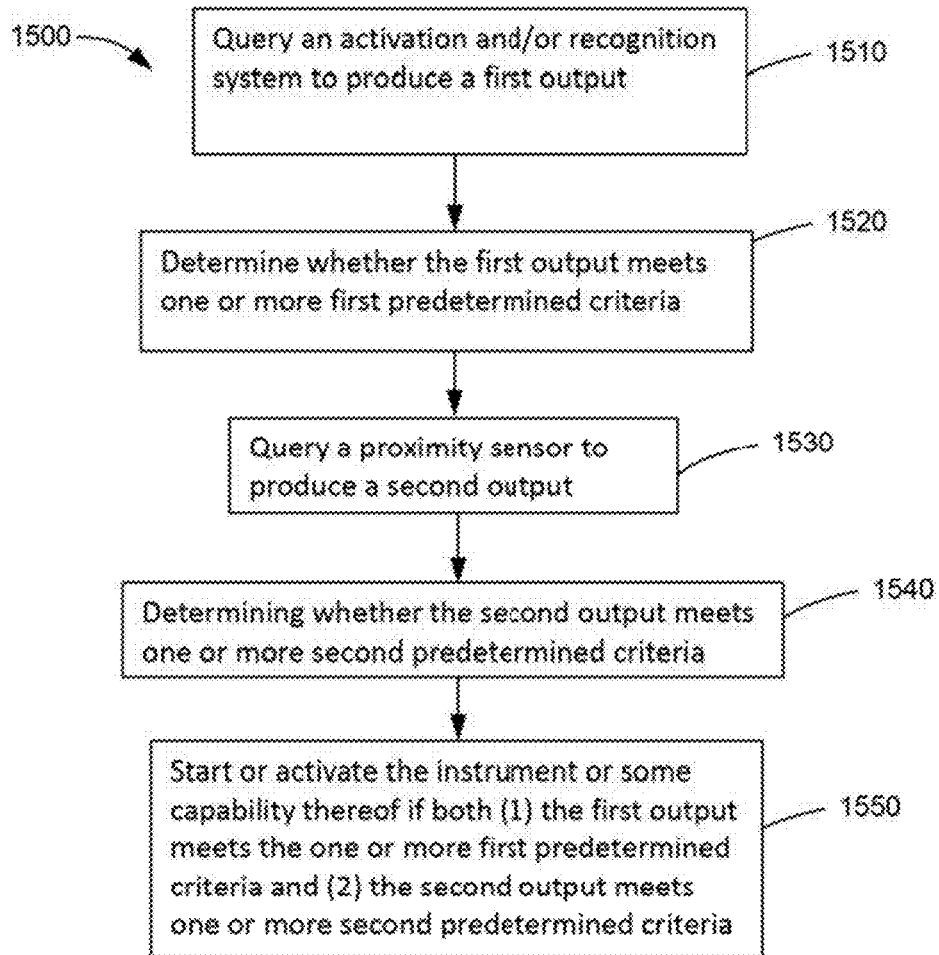 1500
Query an activation and/or recognition
system to produce a first output
1510
1520
Determine whether the first output meets
one or more first predetermined criteria
Query a proximity sensor to
produce a second output
1530
Determining whether the second output meets
one or more second predetermined criteria
1540
Start or activate the instrument or some
capability thereof if both (1) the first output
meets the one or more first predetermined
criteria and (2) the second output meets
one or more second predetermined criteria
1550